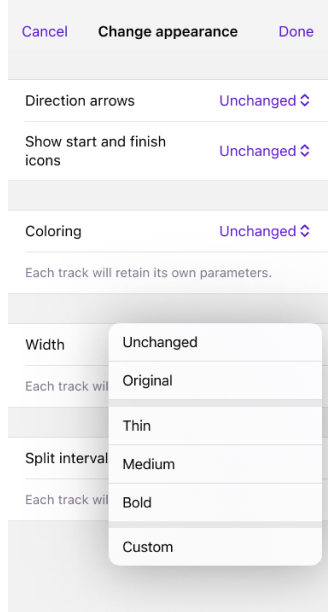 Cancel Change appearance Done
Direction arrows Unchanged
Show start and finish
icons Unchanged
Coloring Unchanged
Each track will retain its own parameters.
Width
Each track wil
Split interval
Each track wil
Unchanged
Original
Thin
Medium
Bold
Custom